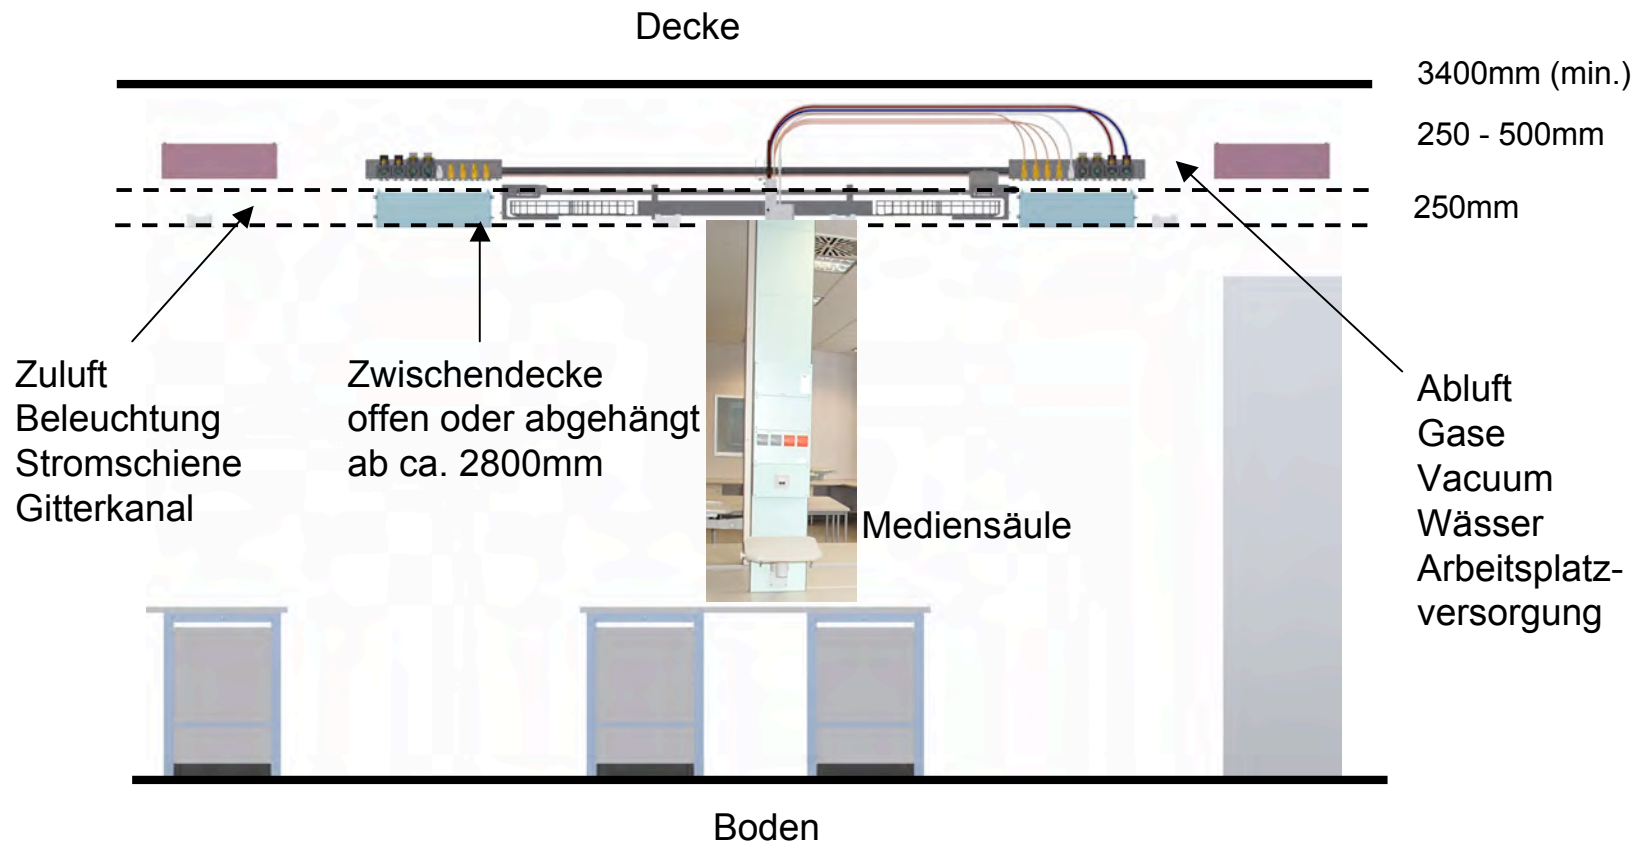 Decke
3400mm (min.)
250 - 500mm
250mm
Zuluft
Beleuchtung
Stromschiene
Gitterkanal
Zwischendecke
offen oder abgehängt
ab ca. 2800mm
Mediensäule
Abluft
Gase
Vacuum
Wässer
Arbeitsplatz-
versorgung
Boden